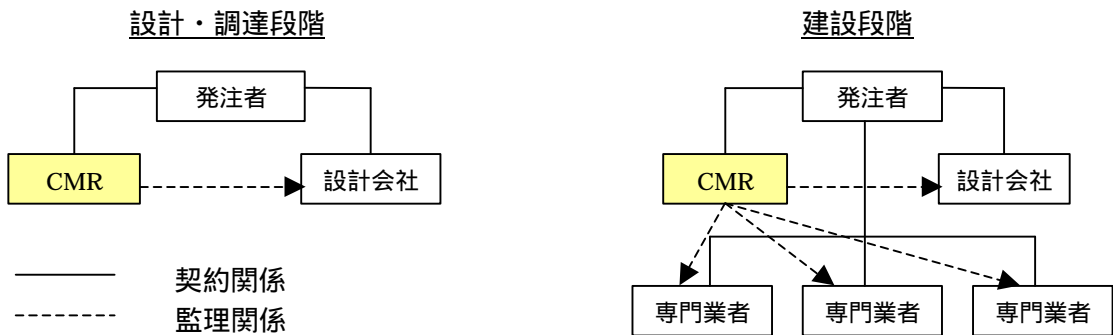 設計・調達段階
発注者
CMR
設計会社
契約関係
監理関係
建設段階
発注者
CMR
設計会社
専門業者
専門業者
専門業者